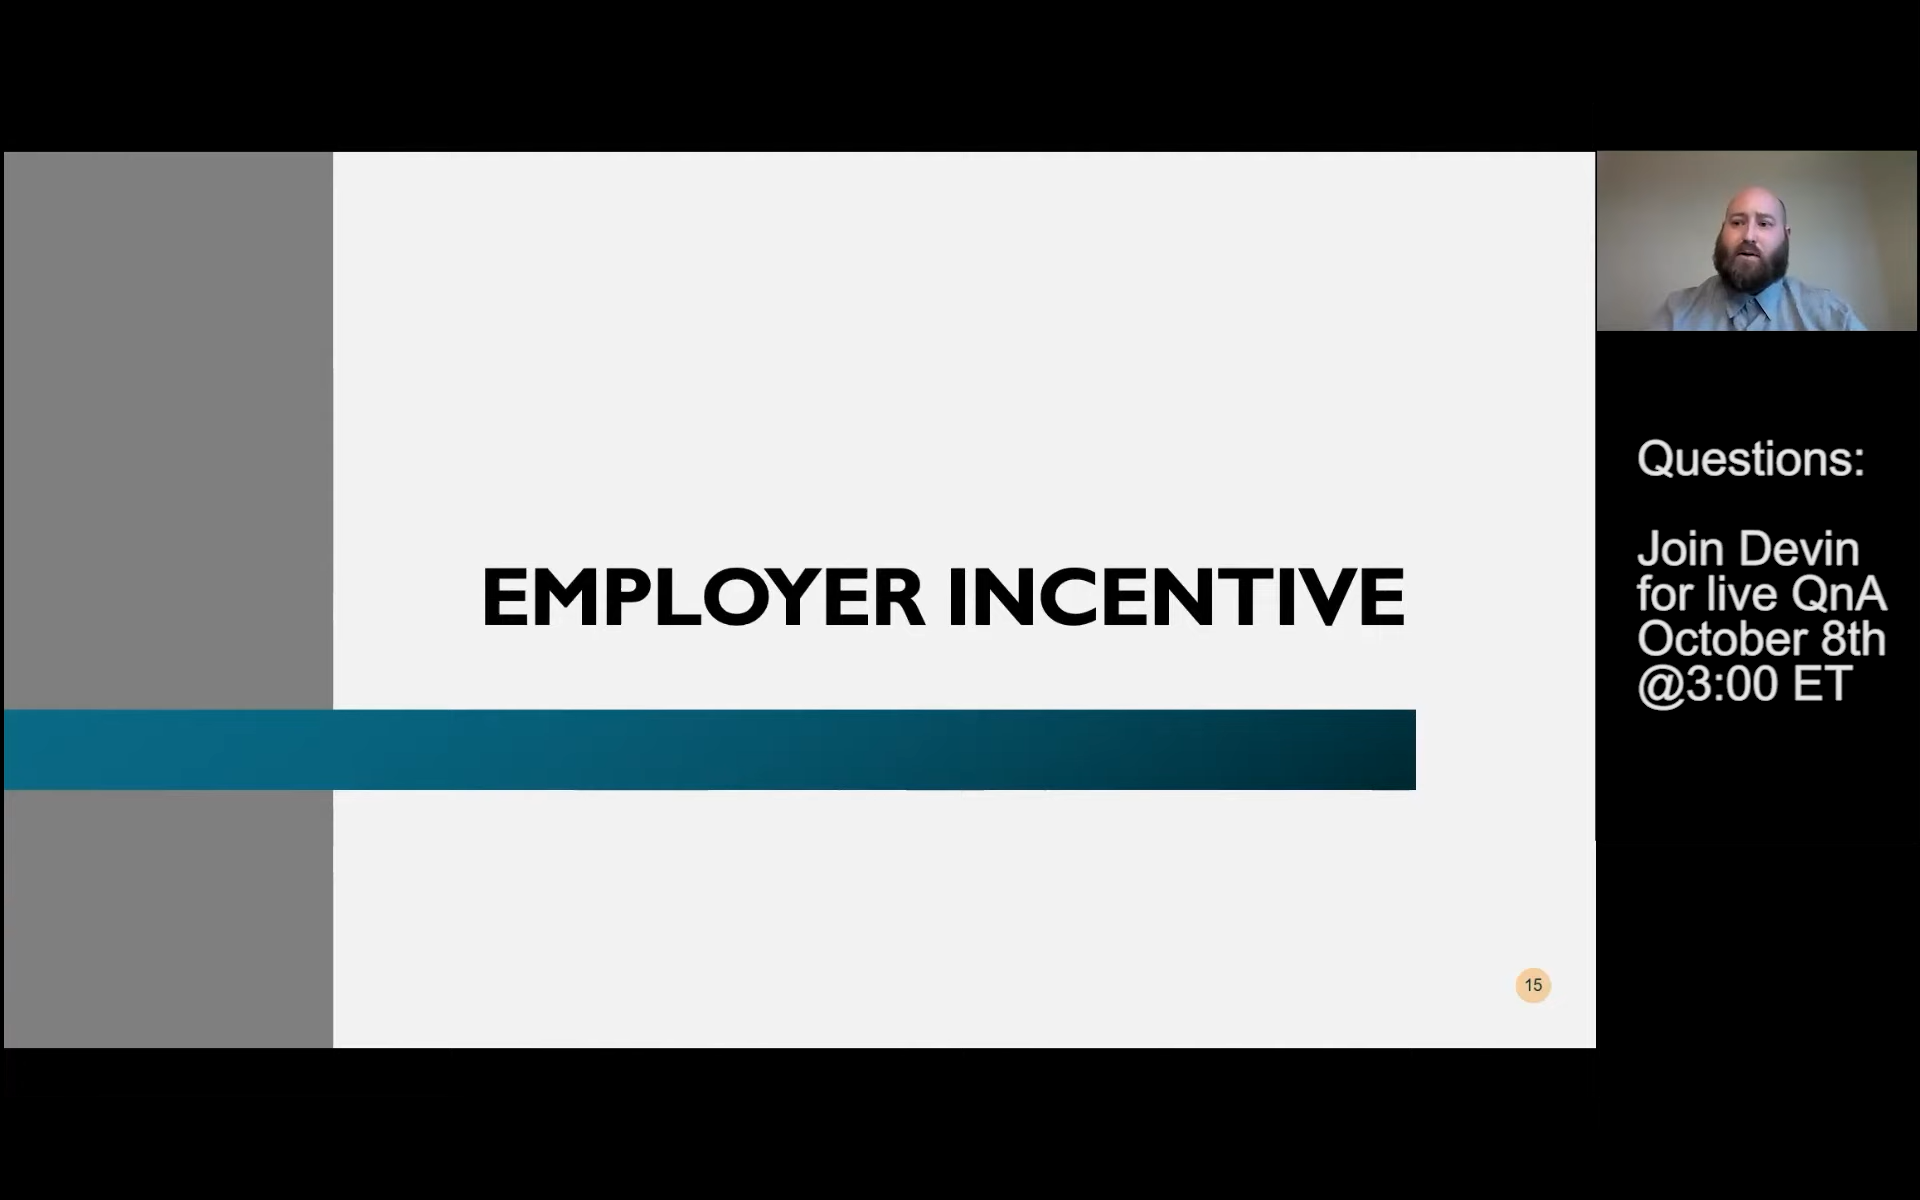 EMPLOYER INCENTIVE
15
Questions:
Join Devin
for live QnA
October 8th
@3:00 ET